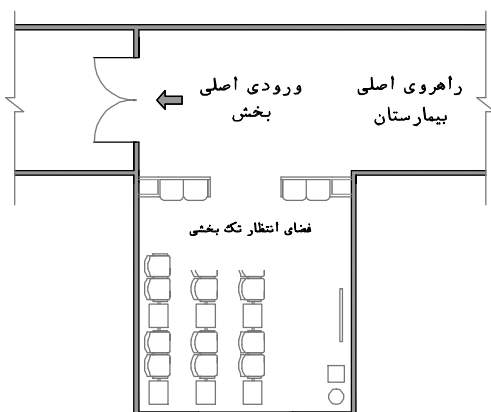 راهروی اصلی
بیمارستان
ورودی اصلی
بخش
فضای انتظار تک بخشی